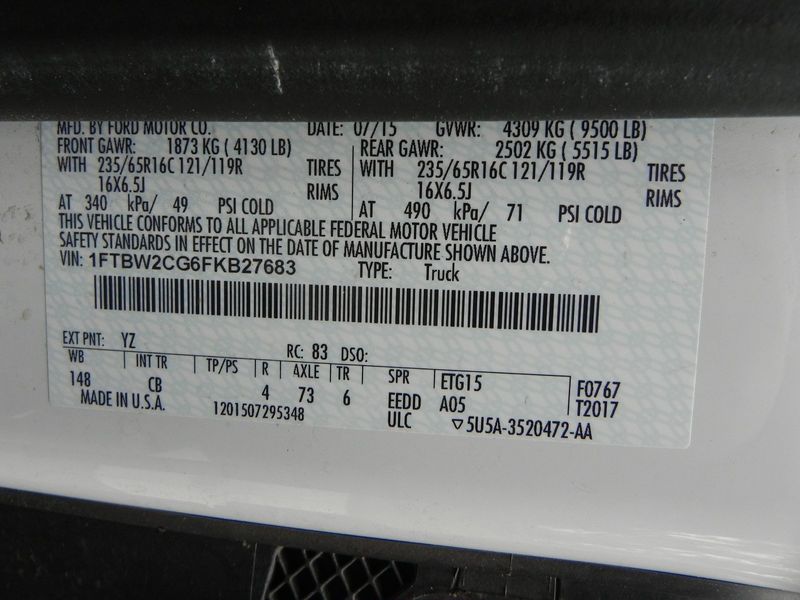 MFD. BY FORD MOTOR CO. DATE: 07/15 GVWR: 4309 KG ( 9500 LB)
FRONT GAWR: 1873 KG ( 4130 LB) REAR GAWR: 2502 KG ( 5515 LB)
WITH 235/65R16C 121/119R TIRES WITH 235/65R16C 121/119R TIRES
16X6.5J RIMS 16X6.5J RIMS
AT 340 kPa/ 49 PSI COLD AT 490 kPa/ 71 PSI COLD
THIS VEHICLE CONFORMS TO ALL APPLICABLE FEDERAL MOTOR VEHICLE
SAFETY STANDARDS IN EFFECT ON THE DATE OF MANUFACTURE SHOWN ABOVE.
VIN: 1FTBW2CG6FKB27683 TYPE: Truck
EXT PNT: YZ RC: 83 DSO:
WB INT TR TP/PS R AXLE TR SPR ETG15 F0767
148 CB 4 73 6 EEDD A05 T2017
MADE IN U.S.A. 1201507295348 ULC ▽5U5A-3520472-AA